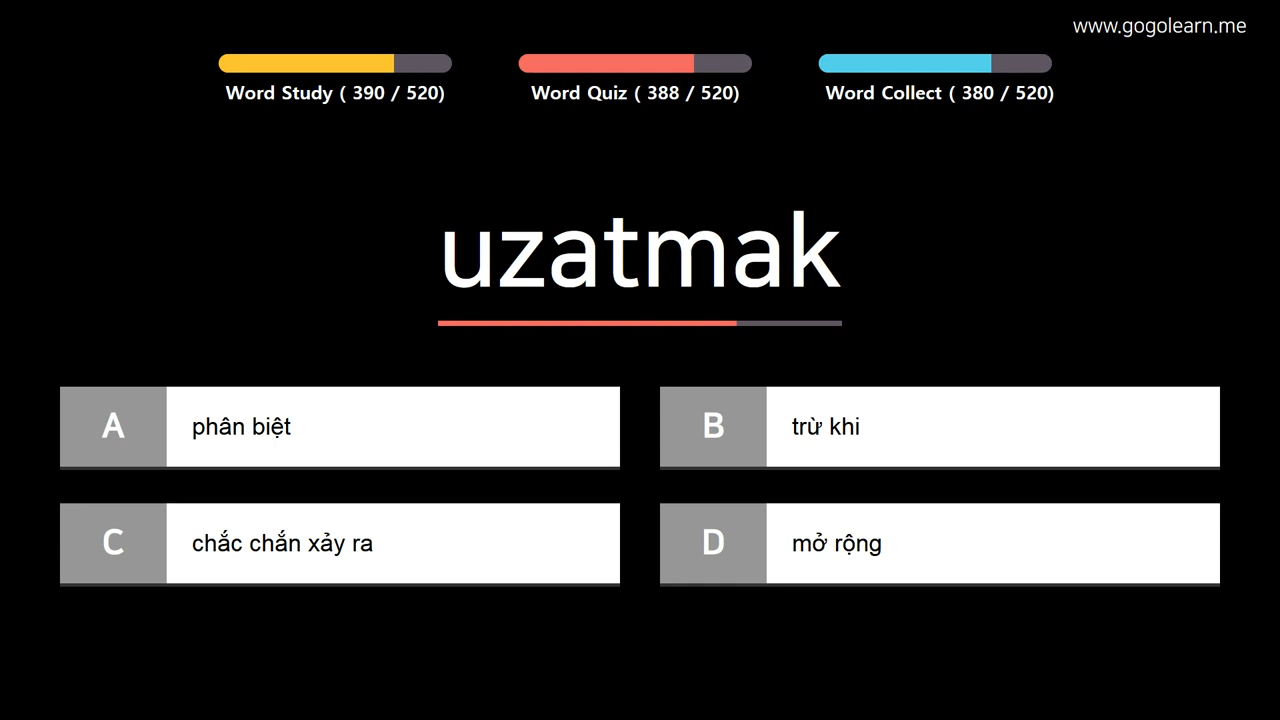 www.gogolearn.me
Word Study ( 390 / 520)
Word Quiz ( 388 / 520)
Word Collect ( 380 / 520)
uzatmak
A
phân biệt
B
trừ khi
C
chắc chắn xảy ra
D
mở rộng